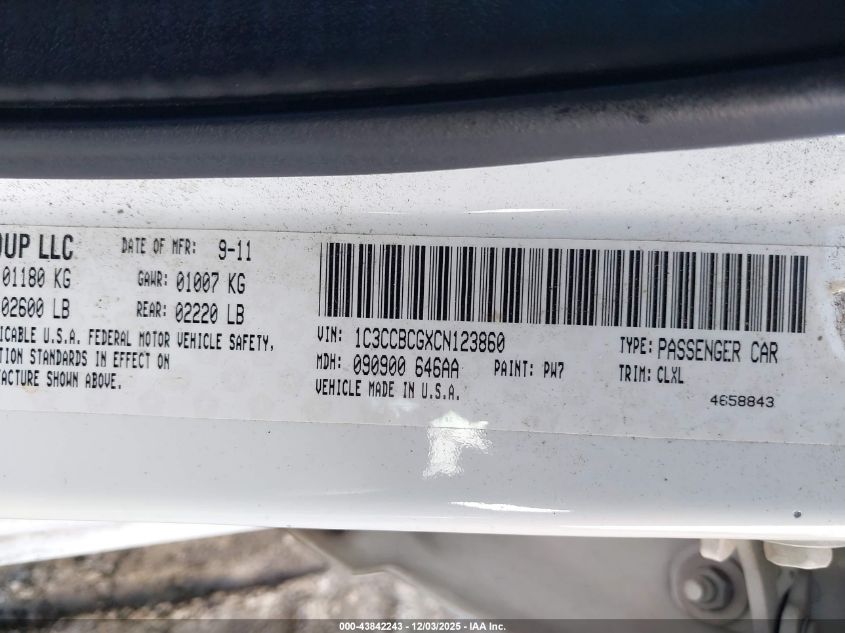 OUP LLC DATE OF MFR: 9-11
01180 KG GAWR: 01007 KG
02600 LB REAR: 02220 LB
ICABLE U.S.A. FEDERAL MOTOR VEHICLE SAFETY,
TION STANDARDS IN EFFECT ON
FACTURE SHOWN ABOVE.
VIN: 1C3CCBCGXCN123860 TYPE: PASSENGER CAR
MDH: 090900 646AA PAINT: PW7 TRIM: CLXL
VEHICLE MADE IN U.S.A. 4658843
000-43842243 - 12/03/2025 - IAA Inc.